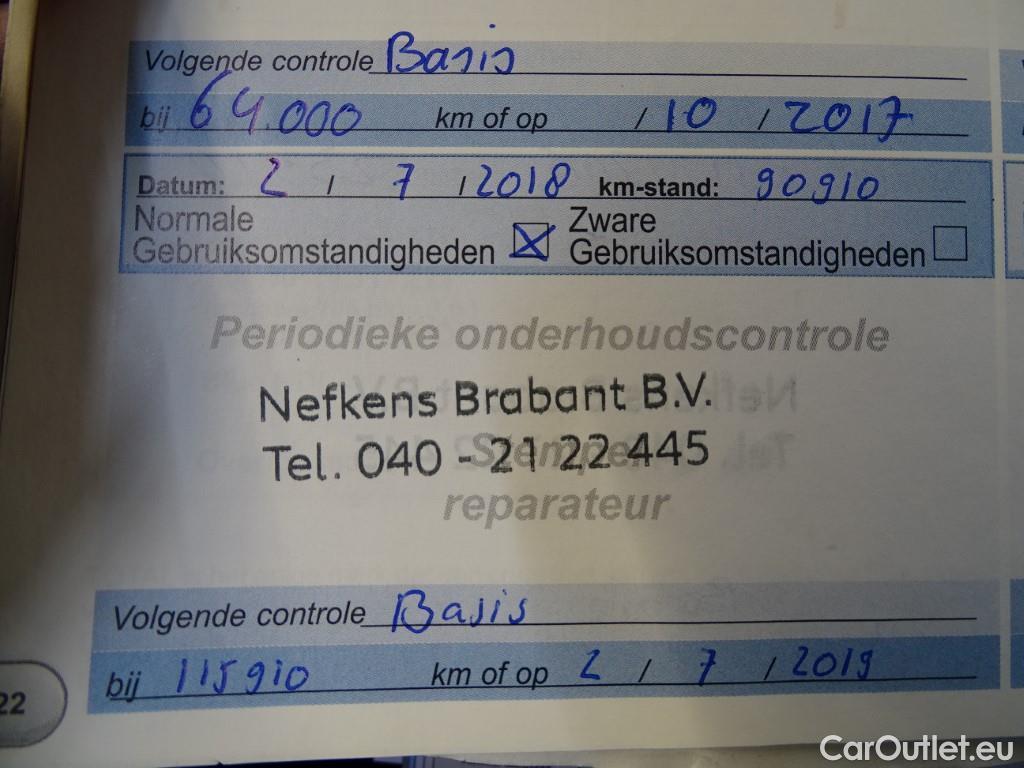 Volgende controle Basis
bij 64.000 km of op / 10 / 2017
Datum: 2 / 7 / 2018 km-stand: 90910
Normale Zware
Gebruiksomstandigheden Gebruiksomstandigheden
Periodieke onderhoudscontrole
Nefkens Brabant B.V.
Tel. 040 - 21 22 445
Stempel
reparateur
Volgende controle Basis
bij 115910 km of op 2 / 7 / 2019
22
CarOutlet.eu